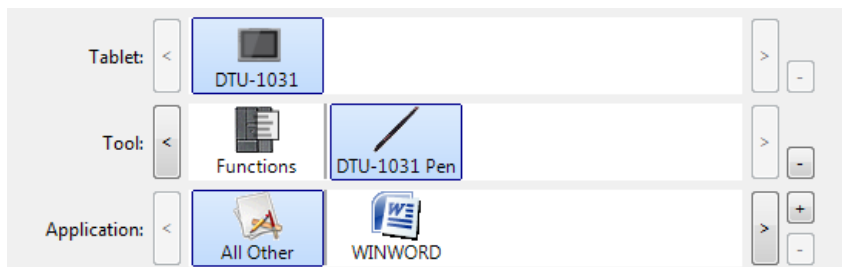 Tablet: < DTU-1031 > -
Tool: < Functions DTU-1031 Pen > -
Application: < All Other WINWORD > + -